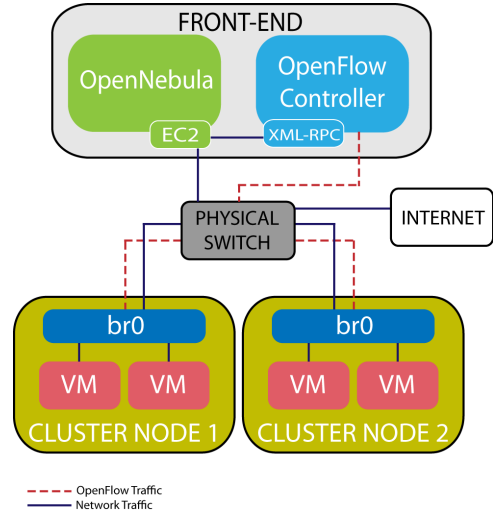 FRONT-END
OpenNebula
OpenFlow
Controller
EC2
XML-RPC
PHYSICAL
SWITCH
INTERNET
br0
VM
VM
CLUSTER NODE 1
br0
VM
VM
CLUSTER NODE 2
OpenFlow Traffic
Network Traffic